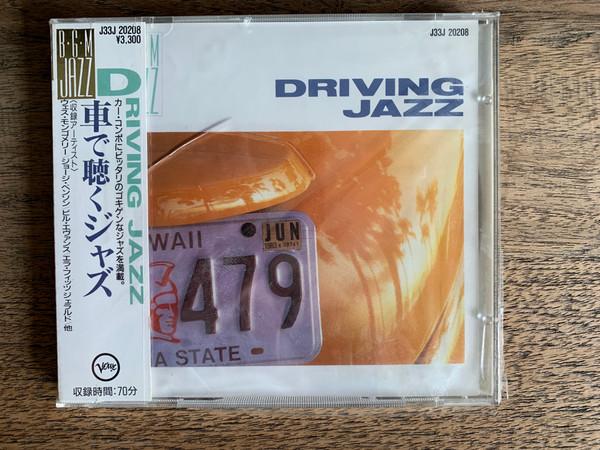 B・G・M
JAZZ
J33J 20208
¥3,300
DRIVING JAZZ
カー・コンポにピッタリのゴキゲンなジャズを満載。
車で聴くジャズ
〈収録アーティスト〉
ウェス・モンゴメリー ジョージ・ベンソン ビル・エヴァンス エラ・フィッツジェラルド、他
Verve
収録時間:70分
M
ZZ
J33J 20208
DRIVING
JAZZ
WAII
JUN
479
A STATE